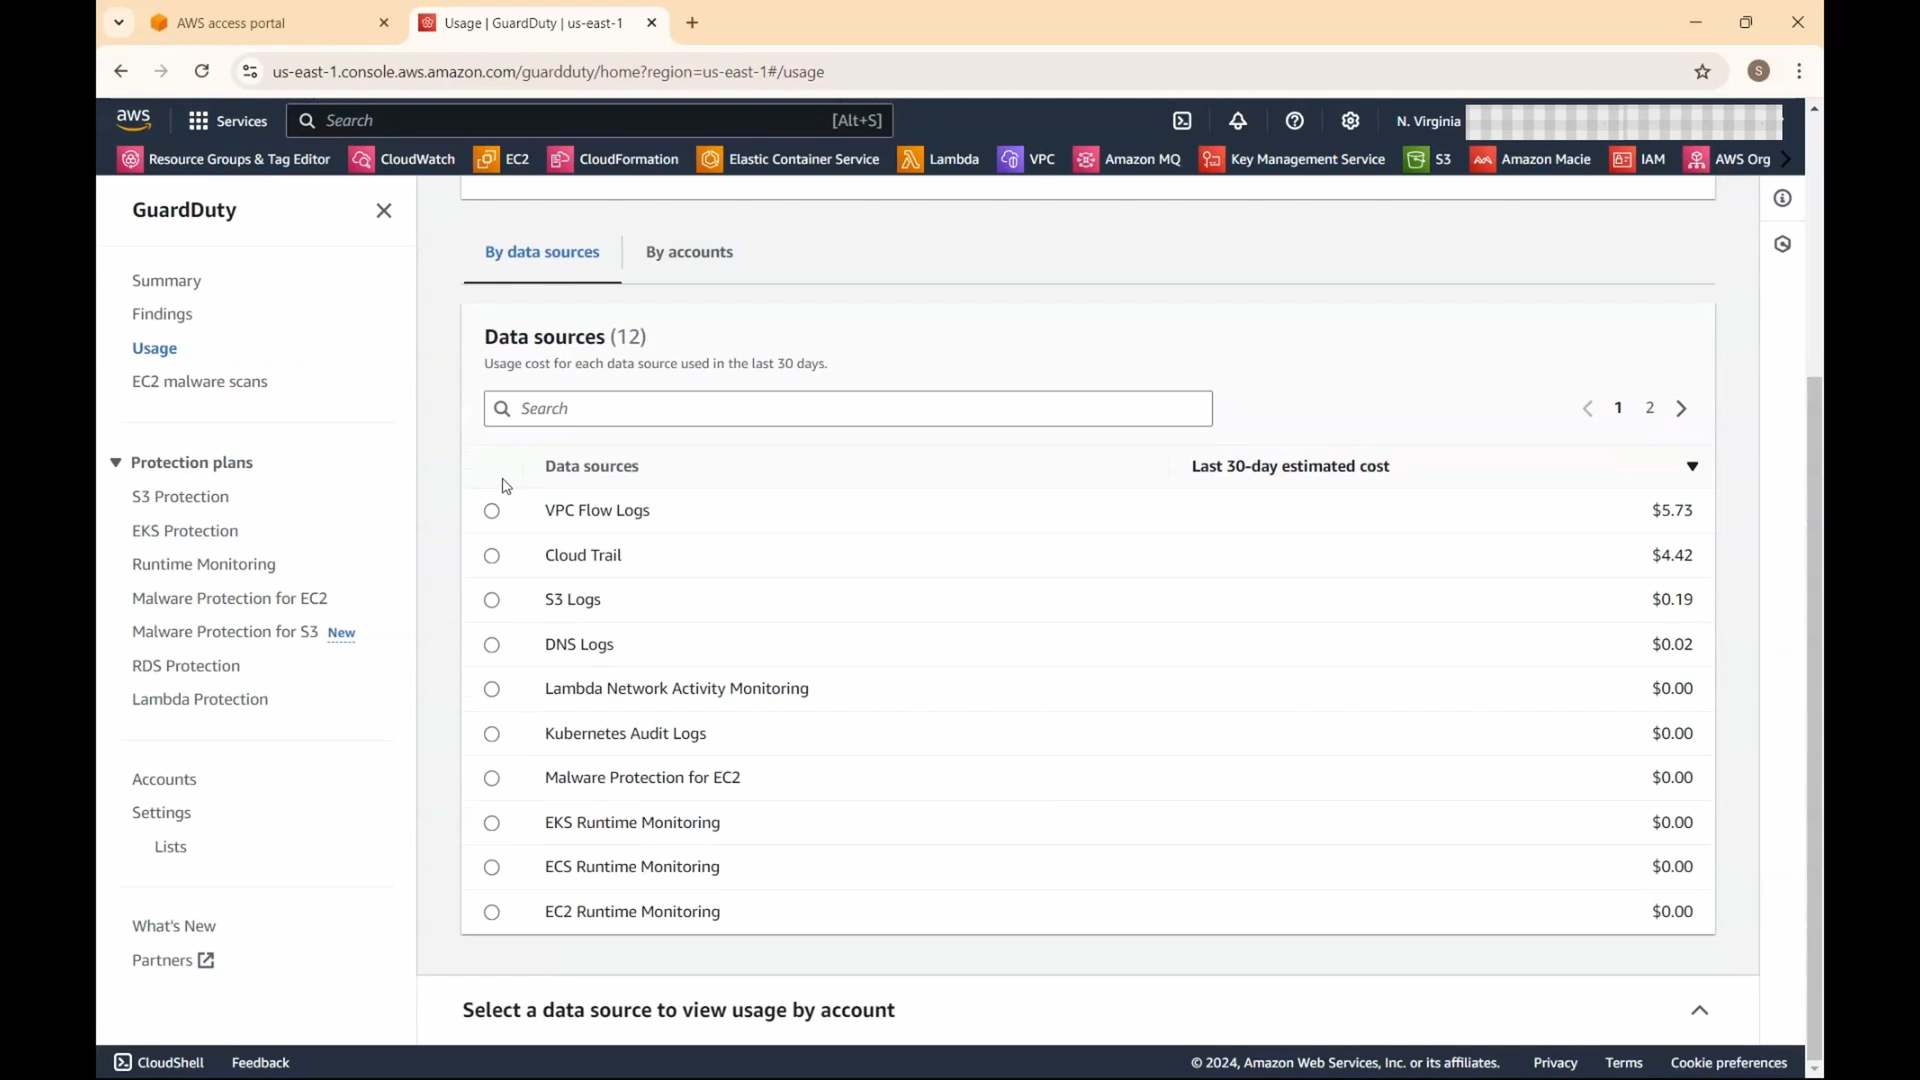 AWS access portal
Usage | GuardDuty | us-east-1
us-east-1.console.aws.amazon.com/guardduty/home?region=us-east-1#/usage
S
aws
Services
Search
[Alt+S]
N. Virginia
Resource Groups & Tag Editor
CloudWatch
EC2
CloudFormation
Elastic Container Service
Lambda
VPC
Amazon MQ
Key Management Service
S3
Amazon Macie
IAM
AWS Org
GuardDuty
Summary
Findings
Usage
EC2 malware scans
Protection plans
S3 Protection
EKS Protection
Runtime Monitoring
Malware Protection for EC2
Malware Protection for S3 New
RDS Protection
Lambda Protection
Accounts
Settings
Lists
What's New
Partners
By data sources
By accounts
Data sources (12)
Usage cost for each data source used in the last 30 days.
Search
1 2
Data sources Last 30-day estimated cost
VPC Flow Logs $5.73
Cloud Trail $4.42
S3 Logs $0.19
DNS Logs $0.02
Lambda Network Activity Monitoring $0.00
Kubernetes Audit Logs $0.00
Malware Protection for EC2 $0.00
EKS Runtime Monitoring $0.00
ECS Runtime Monitoring $0.00
EC2 Runtime Monitoring $0.00
Select a data source to view usage by account
CloudShell Feedback © 2024, Amazon Web Services, Inc. or its affiliates. Privacy Terms Cookie preferences